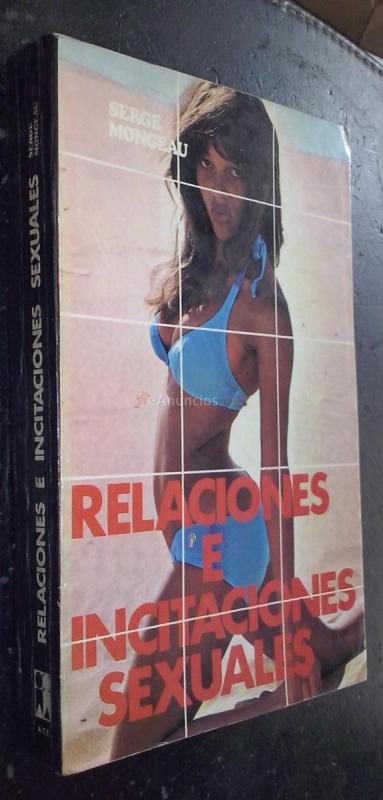 SERGE
MONGEAU
RELACIONES
E
INCITACIONES
SEXUALES
RELACIONES E INCITACIONES SEXUALES
SERGE
MONGEAU
A.T.E.
eAnuncios